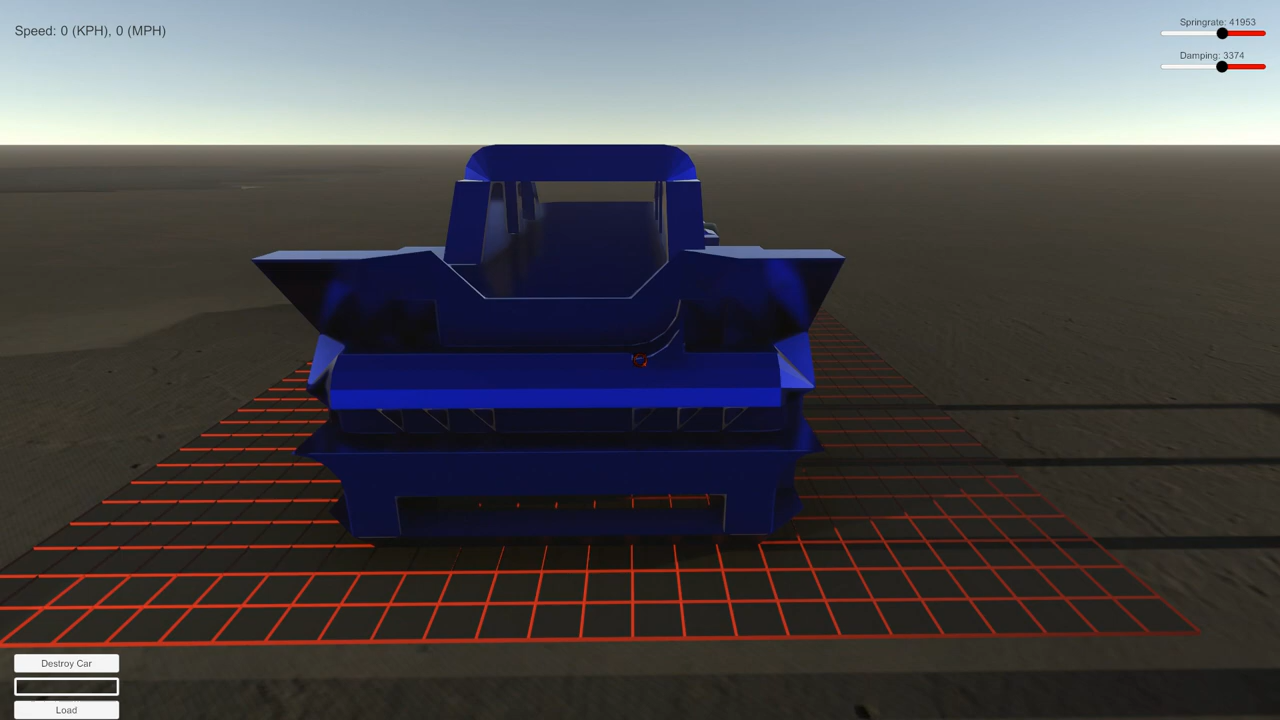 Speed: 0 (KPH), 0 (MPH)
Springrate: 41953
Damping: 3374
Destroy Car
Load